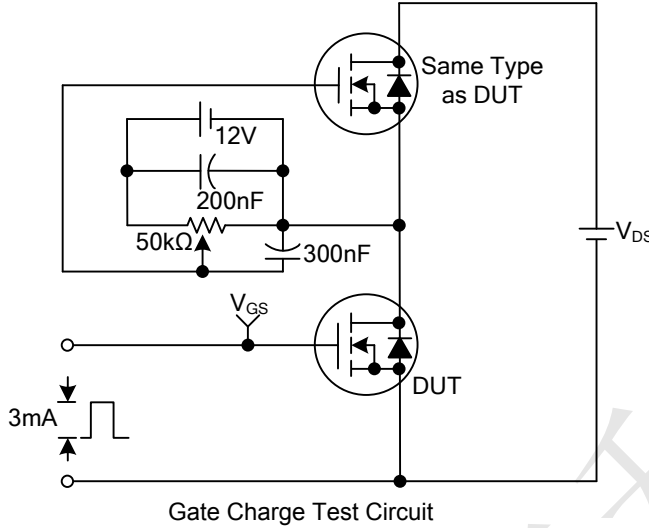 Same Type
as DUT
12V
200nF
50kΩ
300nF
V_DS
V_GS
DUT
3mA
Gate Charge Test Circuit